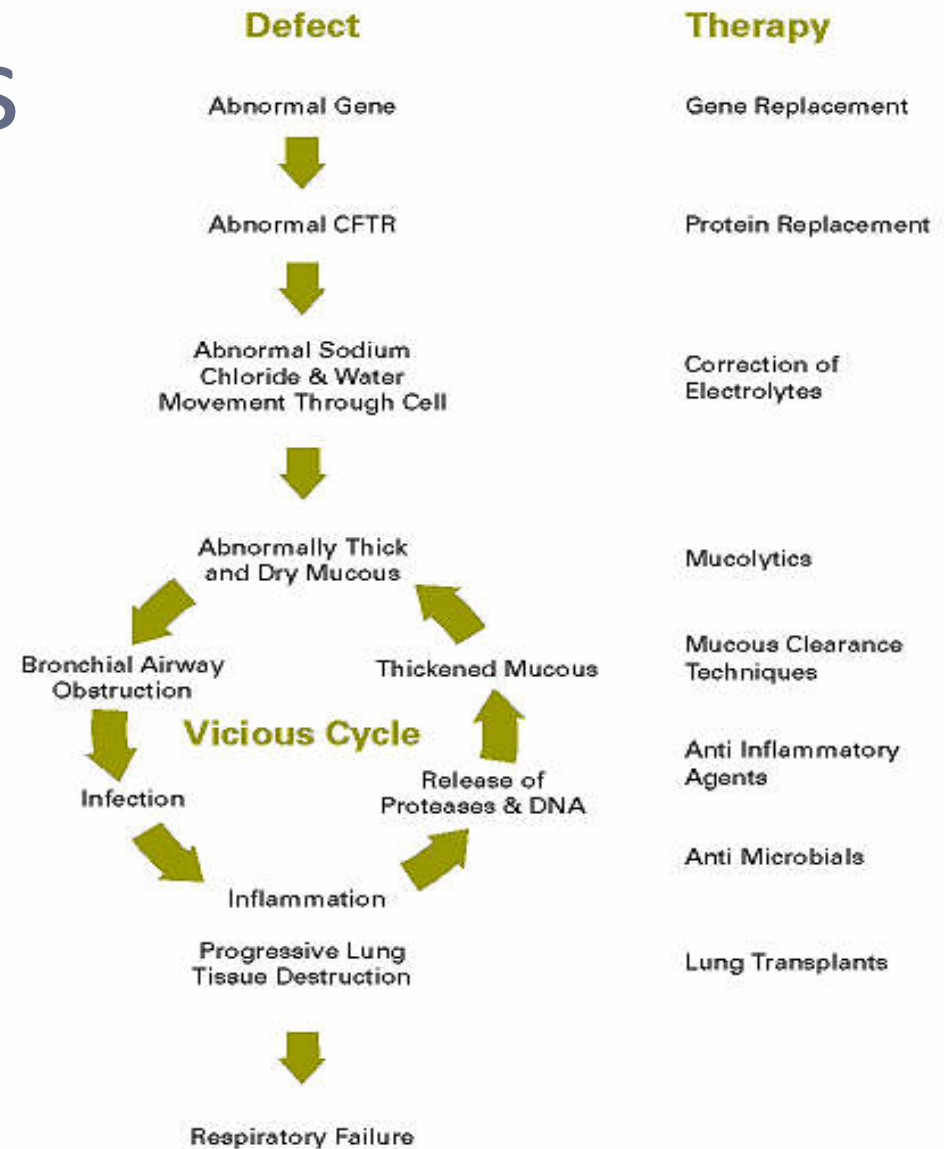 Defect
Therapy
s
Abnormal Gene
Gene Replacement
Abnormal CFTR
Protein Replacement
Abnormal Sodium
Chloride & Water
Movement Through Cell
Correction of
Electrolytes
Abnormally Thick
and Dry Mucous
Mucolytics
Bronchial Airway
Obstruction
Thickened Mucous
Mucous Clearance
Techniques
Vicious Cycle
Infection
Release of
Proteases & DNA
Anti Inflammatory
Agents
Anti Microbials
Inflammation
Progressive Lung
Tissue Destruction
Lung Transplants
Respiratory Failure